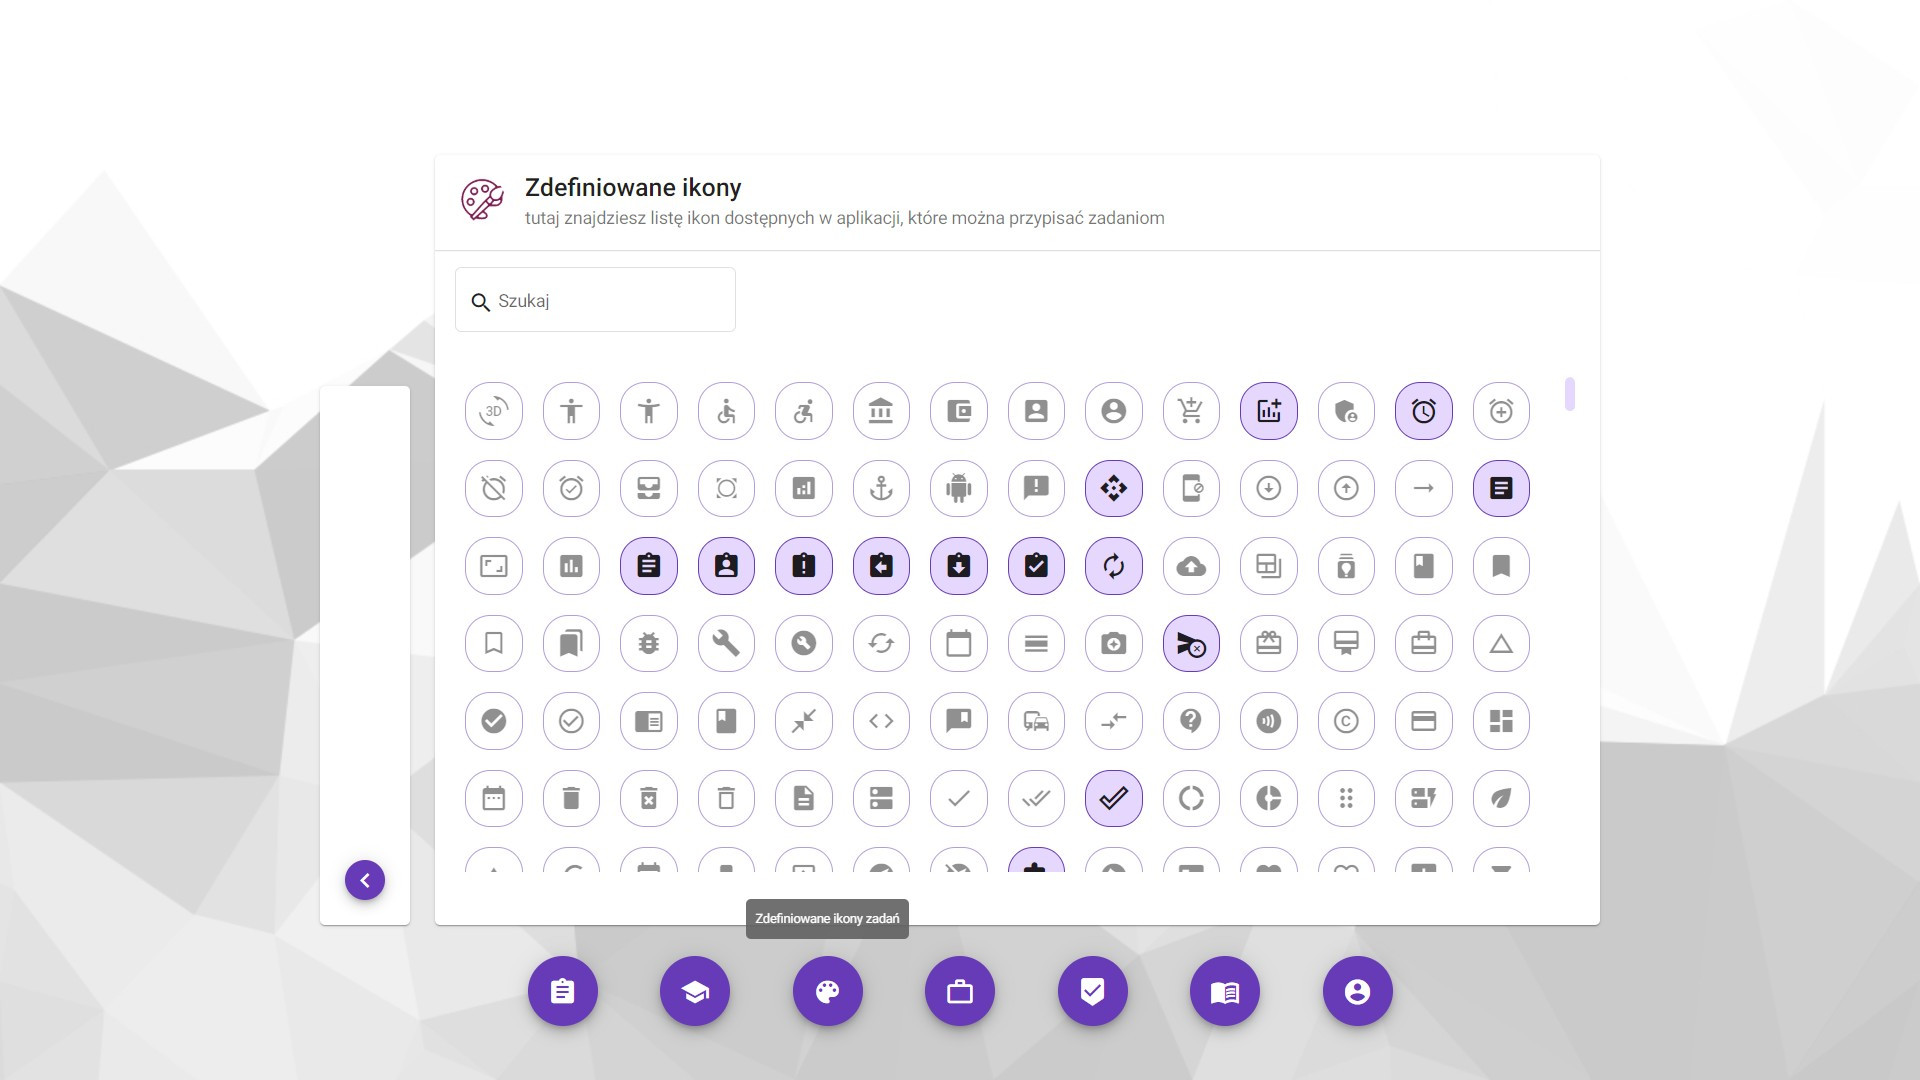 Zdefiniowane ikony
tutaj znajdziesz listę ikon dostępnych w aplikacji, które można przypisać zadaniom
Szukaj
3D
Zdefiniowane ikony zadań